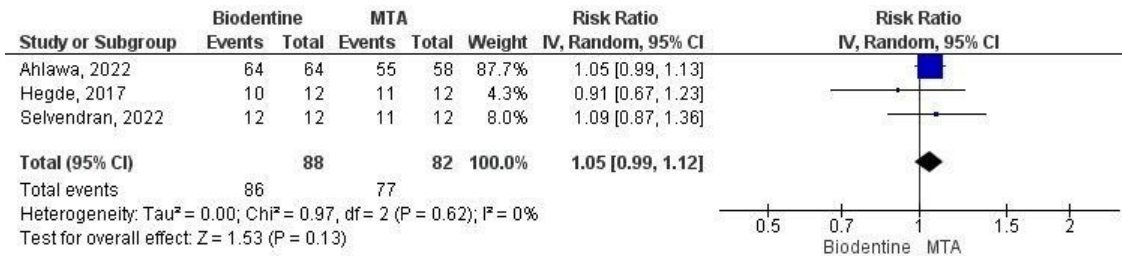 Biodentine MTA Risk Ratio Risk Ratio
Study or Subgroup Events Total Events Total Weight IV, Random, 95% CI IV, Random, 95% CI
Ahlawa, 2022 64 64 55 58 87.7% 1.05 [0.99, 1.13]
Hegde, 2017 10 12 11 12 4.3% 0.91 [0.67, 1.23]
Selvendran, 2022 12 12 11 12 8.0% 1.09 [0.87, 1.36]
Total (95% CI) 88 82 100.0% 1.05 [0.99, 1.12]
Total events 86 77
Heterogeneity: Tau² = 0.00; Chi² = 0.97, df = 2 (P = 0.62); I² = 0%
Test for overall effect: Z = 1.53 (P = 0.13)
0.5 0.7 1 1.5 2
Biodentine MTA